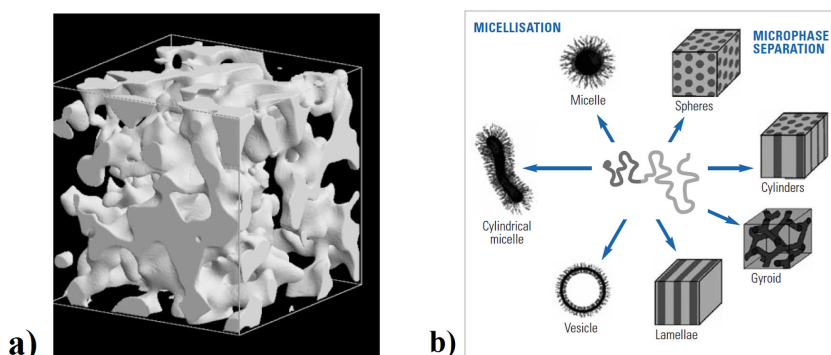 a)
b)
MICELLISATION
MICROPHASE
SEPARATION
Micelle
Spheres
Cylinders
Cylindrical
micelle
Gyroid
Vesicle
Lamellae